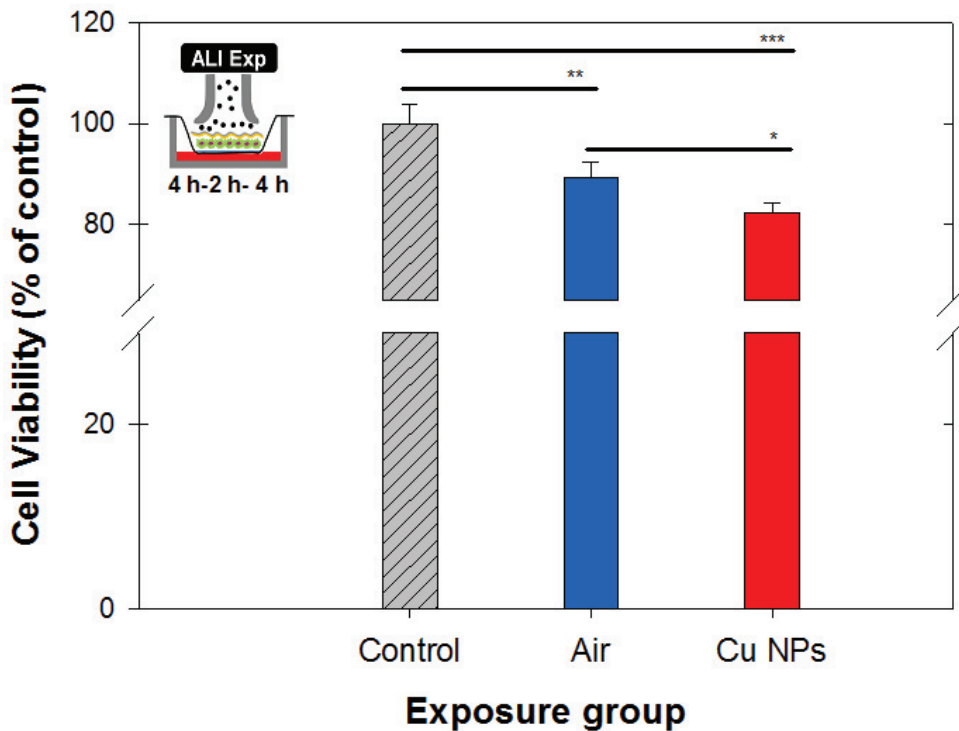 Cell Viability (% of control)
120
100
80
20
0
ALI Exp
4 h-2 h- 4 h
***
**
*
Control Air Cu NPs
Exposure group